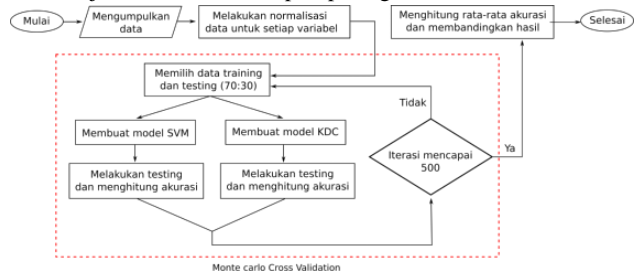 Mulai
Mengumpulkan
data
Melakukan normalisasi
data untuk setiap variabel
Menghitung rata-rata akurasi
dan membandingkan hasil
Selesai
Memilih data training
dan testing (70:30)
Tidak
Membuat model SVM
Membuat model KDC
Iterasi mencapai
500
Ya
Melakukan testing
dan menghitung akurasi
Melakukan testing
dan menghitung akurasi
Monte carlo Cross Validation